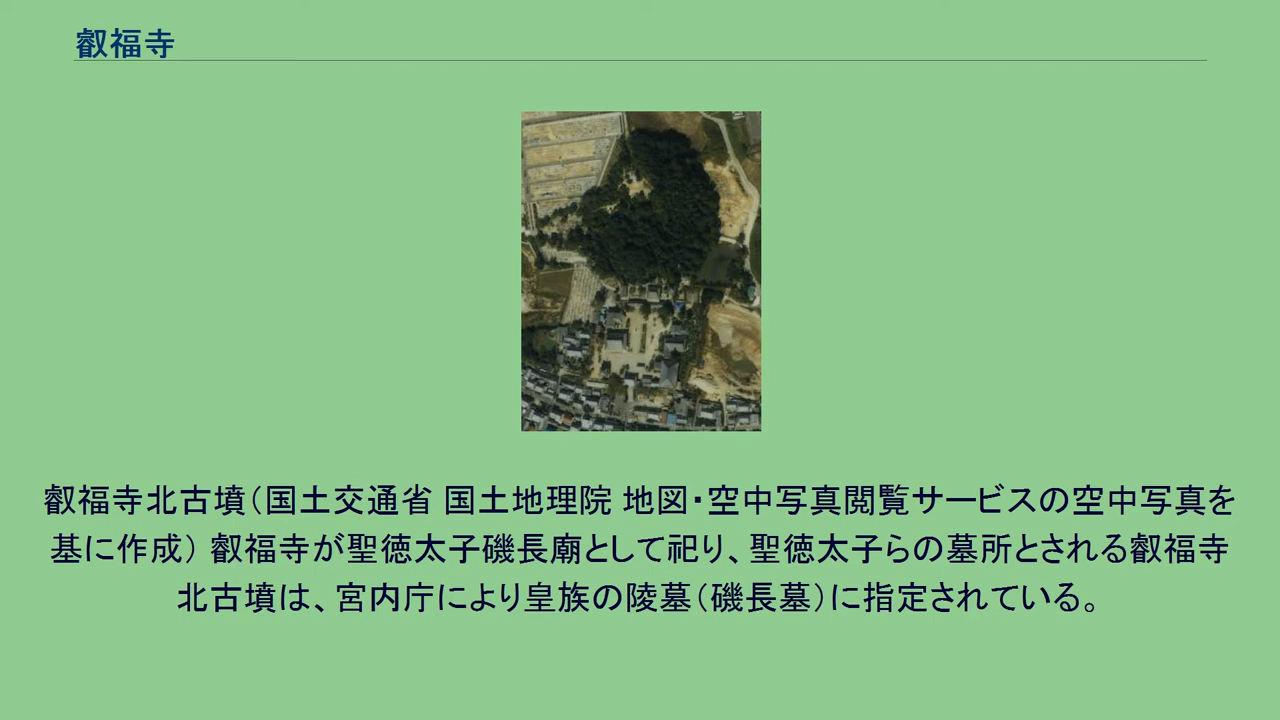 叡福寺
叡福寺北古墳（国土交通省 国土地理院 地図・空中写真閲覧サービスの空中写真を
基に作成） 叡福寺が聖徳太子磯長廟として祀り、聖徳太子らの墓所とされる叡福寺
北古墳は、宮内庁により皇族の陵墓（磯長墓）に指定されている。